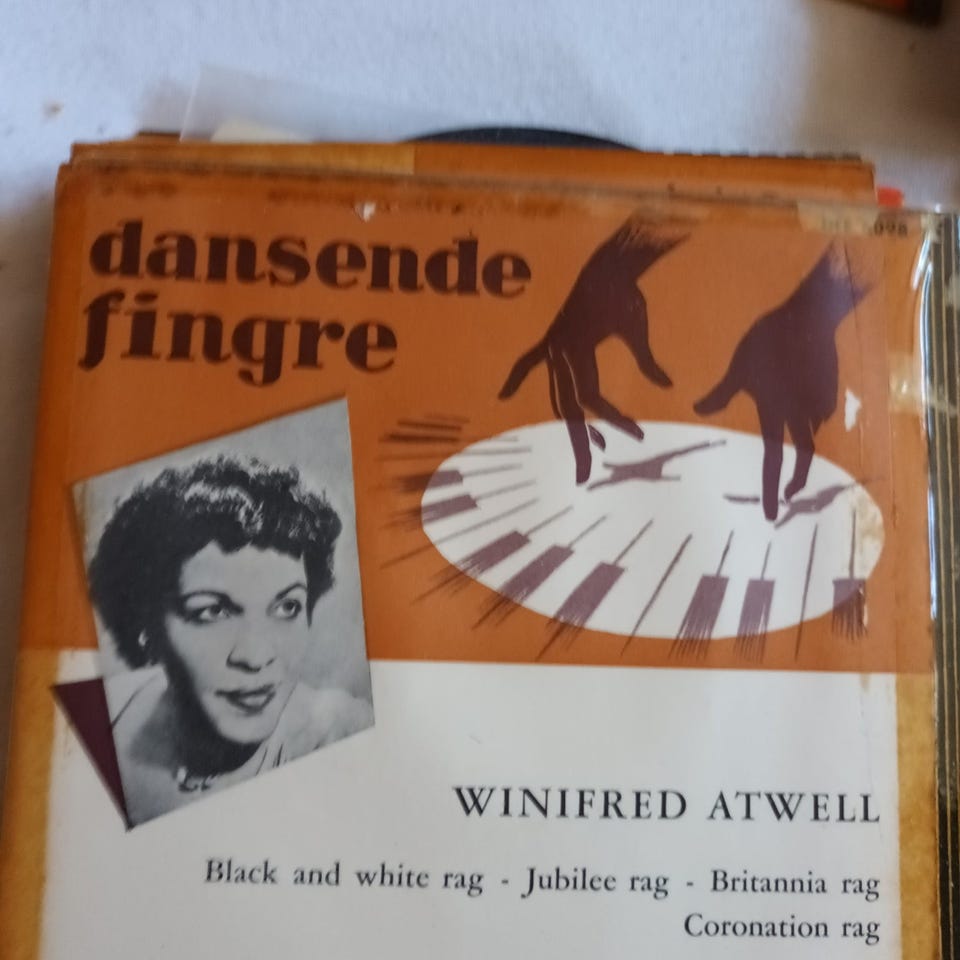 dansende
fingre
WINIFRED ATWELL
Black and white rag - Jubilee rag - Britannia rag
Coronation rag